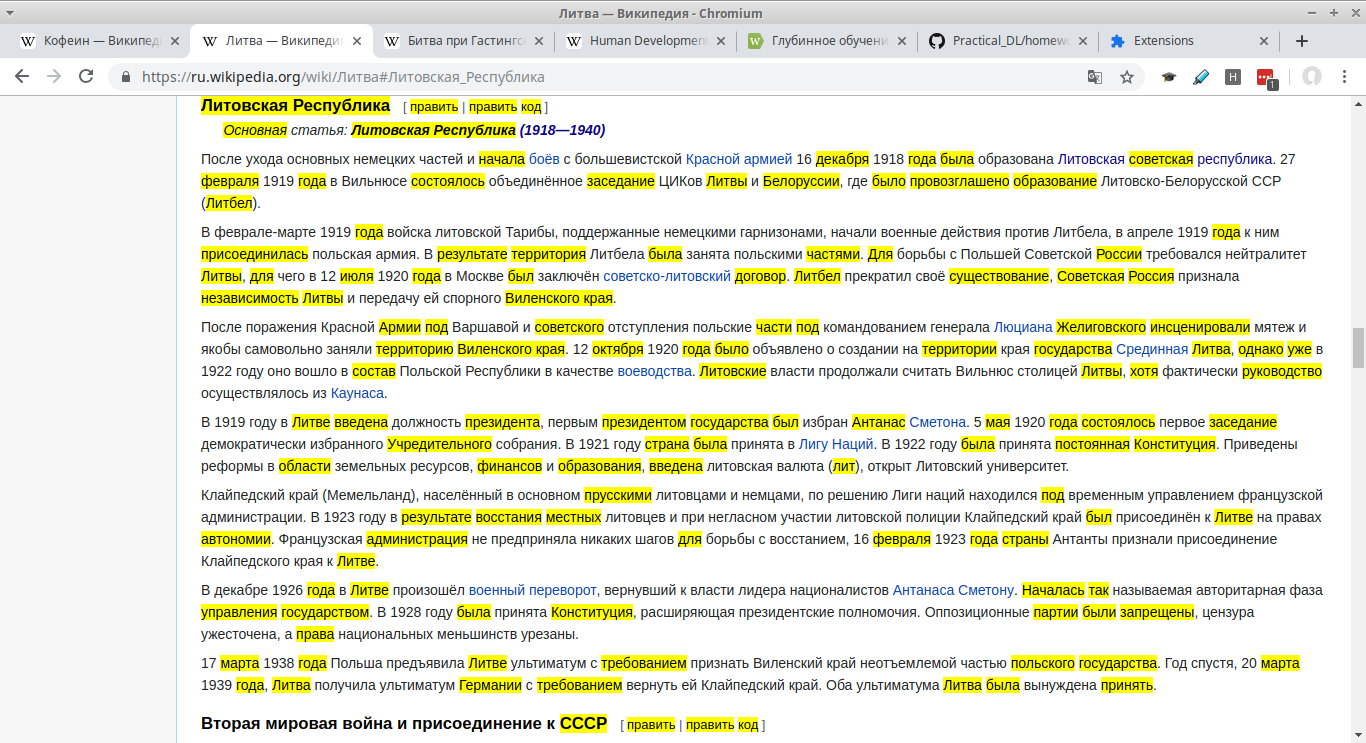 Литва — Википедия - Chromium
Кофеин — Википеди
Литва — Википедия
Битва при Гастингс
Human Developmen
Глубинное обучени
Practical_DL/homew
Extensions
https://ru.wikipedia.org/wiki/Литва#Литовская_Республика
H
1
Литовская Республика [ править | править код ]
Основная статья: Литовская Республика (1918—1940)
После ухода основных немецких частей и начала боёв с большевистской Красной армией 16 декабря 1918 года была образована Литовская советская республика. 27
февраля 1919 года в Вильнюсе состоялось объединённое заседание ЦИКов Литвы и Белоруссии, где было провозглашено образование Литовско-Белорусской ССР
(Литбел).
В феврале-марте 1919 года войска литовской Тарибы, поддержанные немецкими гарнизонами, начали военные действия против Литбела, в апреле 1919 года к ним
присоединилась польская армия. В результате территория Литбела была занята польскими частями. Для борьбы с Польшей Советской России требовался нейтралитет
Литвы, для чего в 12 июля 1920 года в Москве был заключён советско-литовский договор. Литбел прекратил своё существование, Советская Россия признала
независимость Литвы и передачу ей спорного Виленского края.
После поражения Красной Армии под Варшавой и советского отступления польские части под командованием генерала Люциана Желиговского инсценировали мятеж и
якобы самовольно заняли территорию Виленского края. 12 октября 1920 года было объявлено о создании на территории края государства Срединная Литва, однако уже в
1922 году оно вошло в состав Польской Республики в качестве воеводства. Литовские власти продолжали считать Вильнюс столицей Литвы, хотя фактически руководство
осуществлялось из Каунаса.
В 1919 году в Литве введена должность президента, первым президентом государства был избран Антанас Сметона. 5 мая 1920 года состоялось первое заседание
демократически избранного Учредительного собрания. В 1921 году страна была принята в Лигу Наций. В 1922 году была принята постоянная Конституция. Приведены
реформы в области земельных ресурсов, финансов и образования, введена литовская валюта (лит), открыт Литовский университет.
Клайпедский край (Мемельланд), населённый в основном прусскими литовцами и немцами, по решению Лиги наций находился под временным управлением французской
администрации. В 1923 году в результате восстания местных литовцев и при негласном участии литовской полиции Клайпедский край был присоединён к Литве на правах
автономии. Французская администрация не предприняла никаких шагов для борьбы с восстанием, 16 февраля 1923 года страны Антанты признали присоединение
Клайпедского края к Литве.
В декабре 1926 года в Литве произошёл военный переворот, вернувший к власти лидера националистов Антанаса Сметону. Началась так называемая авторитарная фаза
управления государством. В 1928 году была принята Конституция, расширяющая президентские полномочия. Оппозиционные партии были запрещены, цензура
ужесточена, а права национальных меньшинств урезаны.
17 марта 1938 года Польша предъявила Литве ультиматум с требованием признать Виленский край неотъемлемой частью польского государства. Год спустя, 20 марта
1939 года, Литва получила ультиматум Германии с требованием вернуть ей Клайпедский край. Оба ультиматума Литва была вынуждена принять.
Вторая мировая война и присоединение к СССР [ править | править код ]